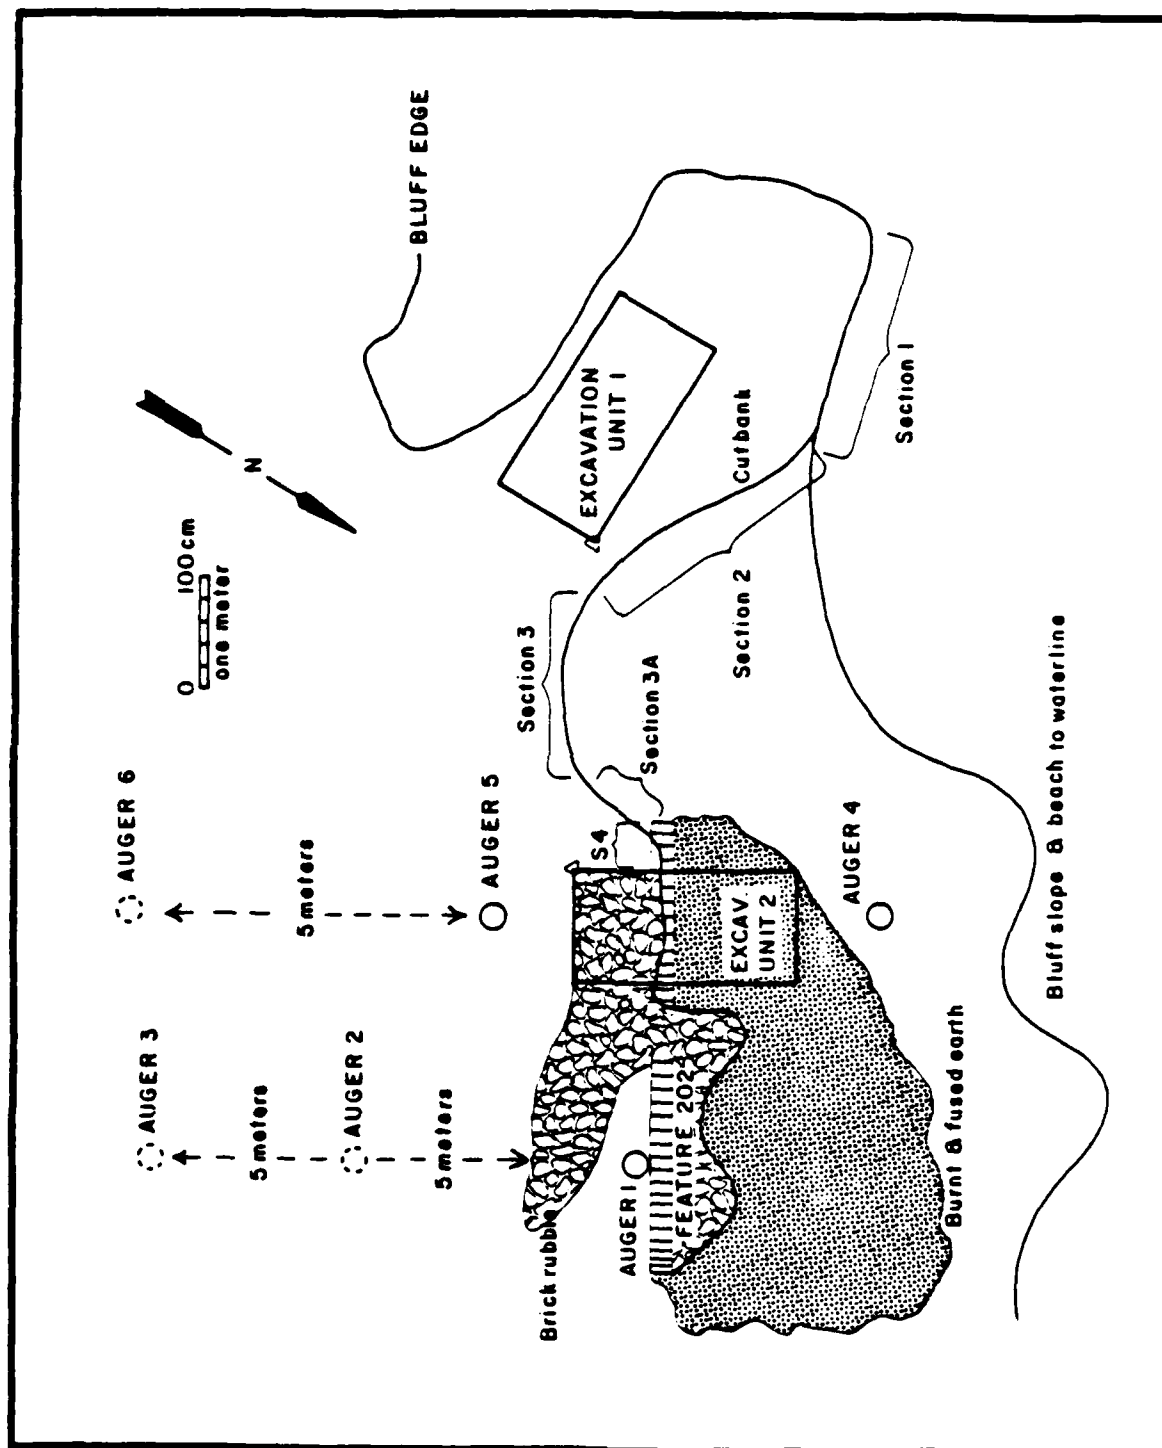 BLUFF EDGE
N
0 100cm
one meter
EXCAVATION
UNIT 1
Cutbank
Section 1
Section 2
Section 3
Section 3A
S4
AUGER 6
5 meters
AUGER 5
AUGER 4
EXCAV.
UNIT 2
AUGER 3
5 meters
AUGER 2
5 meters
Brick rubble
AUGER 1
FEATURE 202
Burnt & fused earth
Bluff slope & beach to waterline